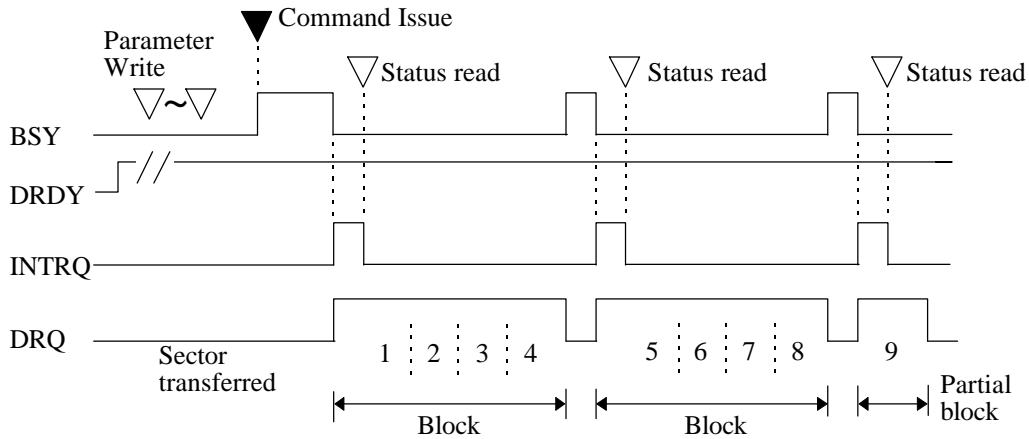 Command Issue
Parameter
Write
Status read
Status read
Status read
BSY
DRDY
INTRQ
DRQ
1 2 3 4 5 6 7 8 9
Sector
transferred
Partial
block
Block
Block